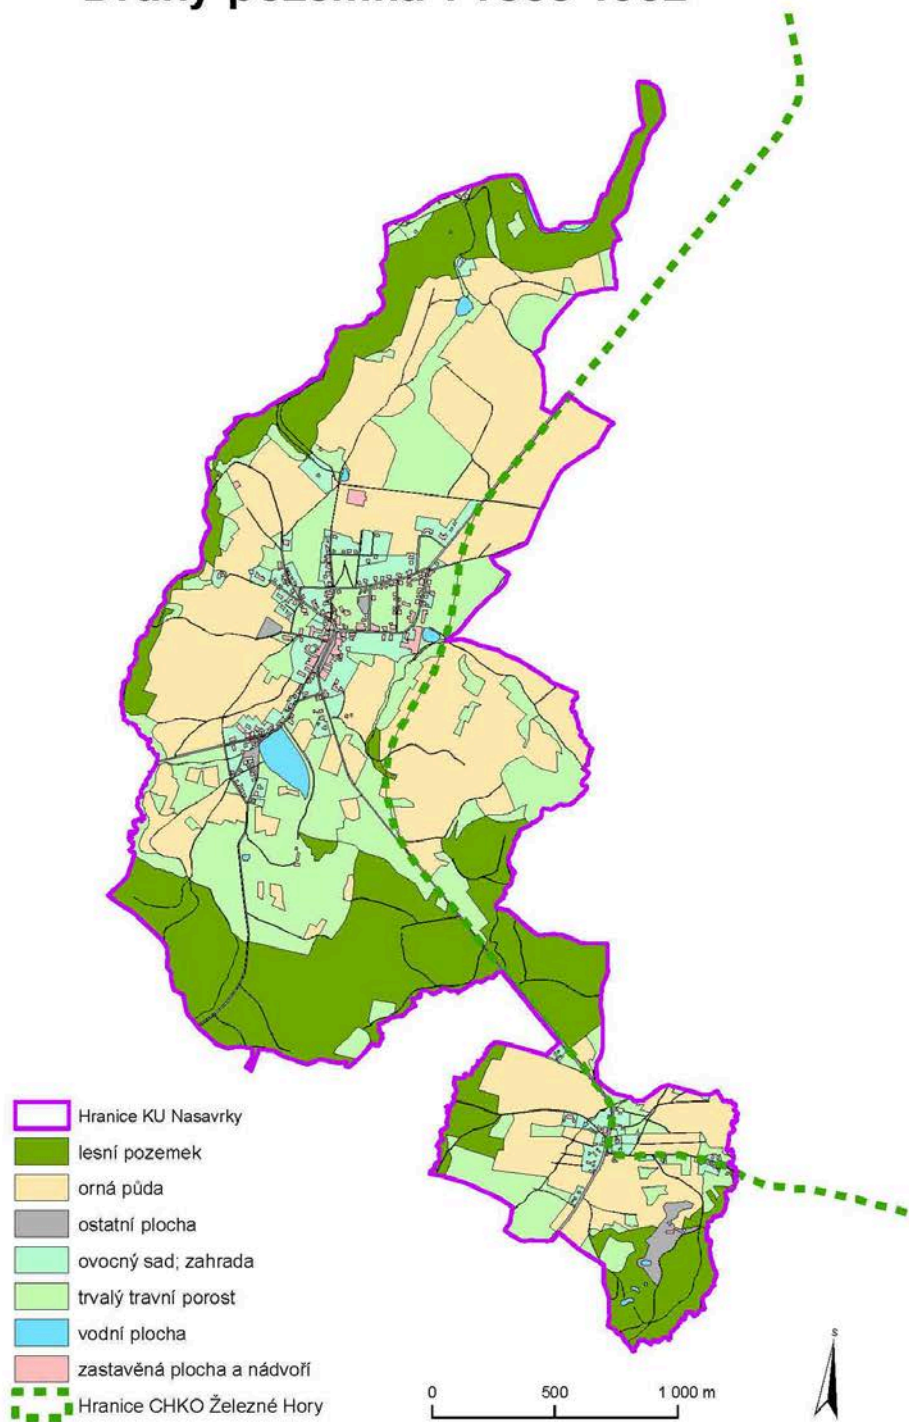 Hranice KU Nasavrky
lesní pozemek
orná půda
ostatní plocha
ovocný sad; zahrada
trvalý travní porost
vodní plocha
zastavěná plocha a nádvoří
Hranice CHKO Železné Hory
0 500 1 000 m
S